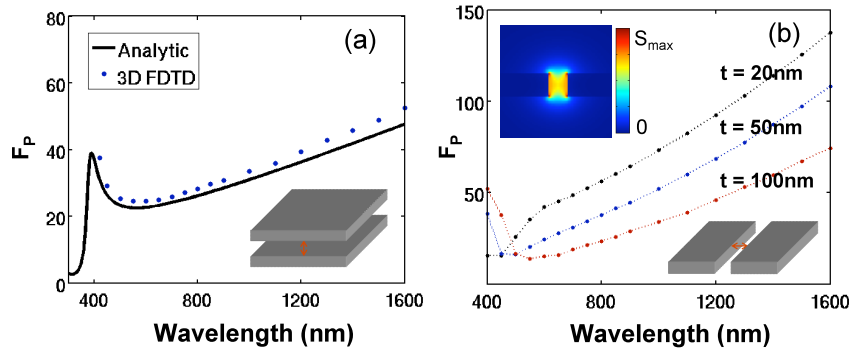 (a)
Analytic
3D FDTD
80
60
40
20
0
F_P
400
800
1200
1600
Wavelength (nm)
(b)
S_max
0
t = 20nm
t = 50nm
t = 100nm
150
100
50
F_P
400
800
1200
1600
Wavelength (nm)